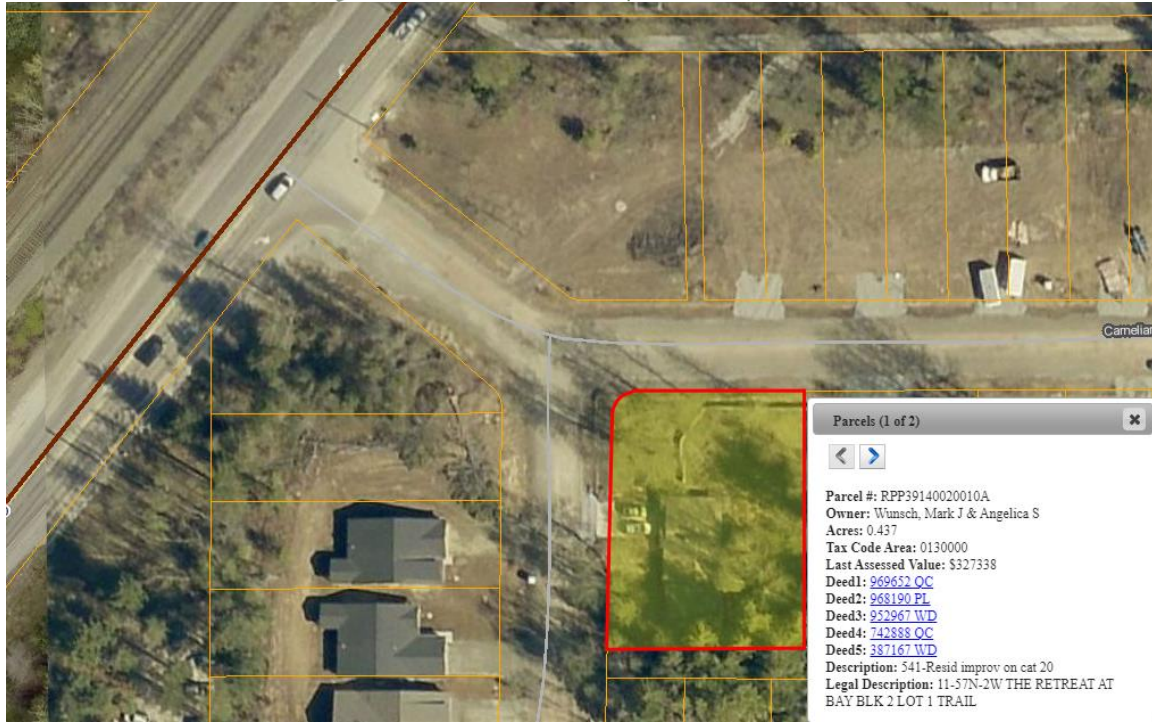 Camelian
Parcels (1 of 2)
Parcel #: RPP39140020010A
Owner: Wunsch, Mark J & Angelica S
Acres: 0.437
Tax Code Area: 0130000
Last Assessed Value: $327338
Deed1: 969652 QC
Deed2: 968190 PL
Deed3: 952967 WD
Deed4: 742888 QC
Deed5: 387167 WD
Description: 541-Resid improv on cat 20
Legal Description: 11-57N-2W THE RETREAT AT
BAY BLK 2 LOT 1 TRAIL